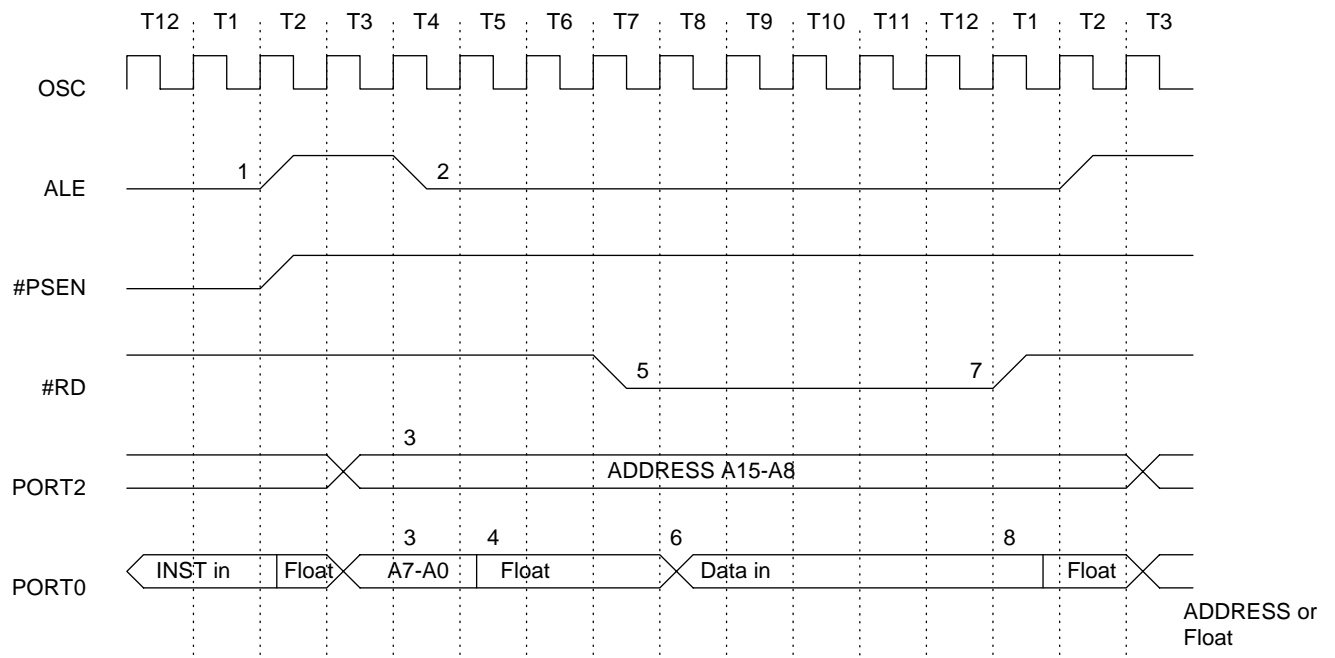 T12 T1 T2 T3 T4 T5 T6 T7 T8 T9 T10 T11 T12 T1 T2 T3
OSC
1 2
ALE
#PSEN
5 7
#RD
3
ADDRESS A15-A8
PORT2
3 4 6 8
INST in Float A7-A0 Float Data in Float
PORT0
ADDRESS or
Float